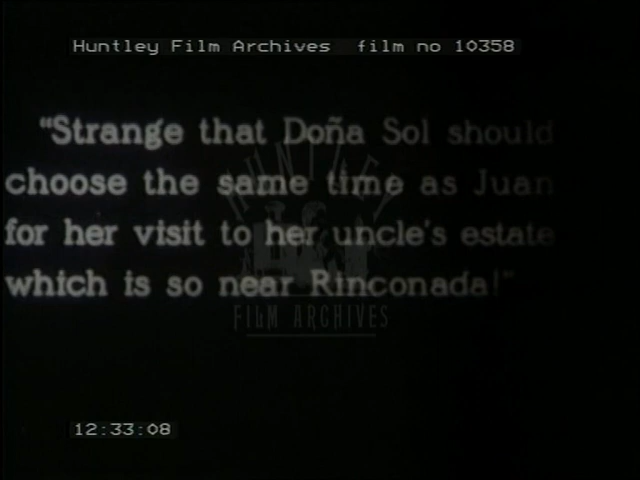 Huntley Film Archives film no 10358
"Strange that Doña Sol should
choose the same time as Juan
for her visit to her uncle's estate
which is so near Rinconada!"
HUNTLEY
FILM ARCHIVES
12:33:08